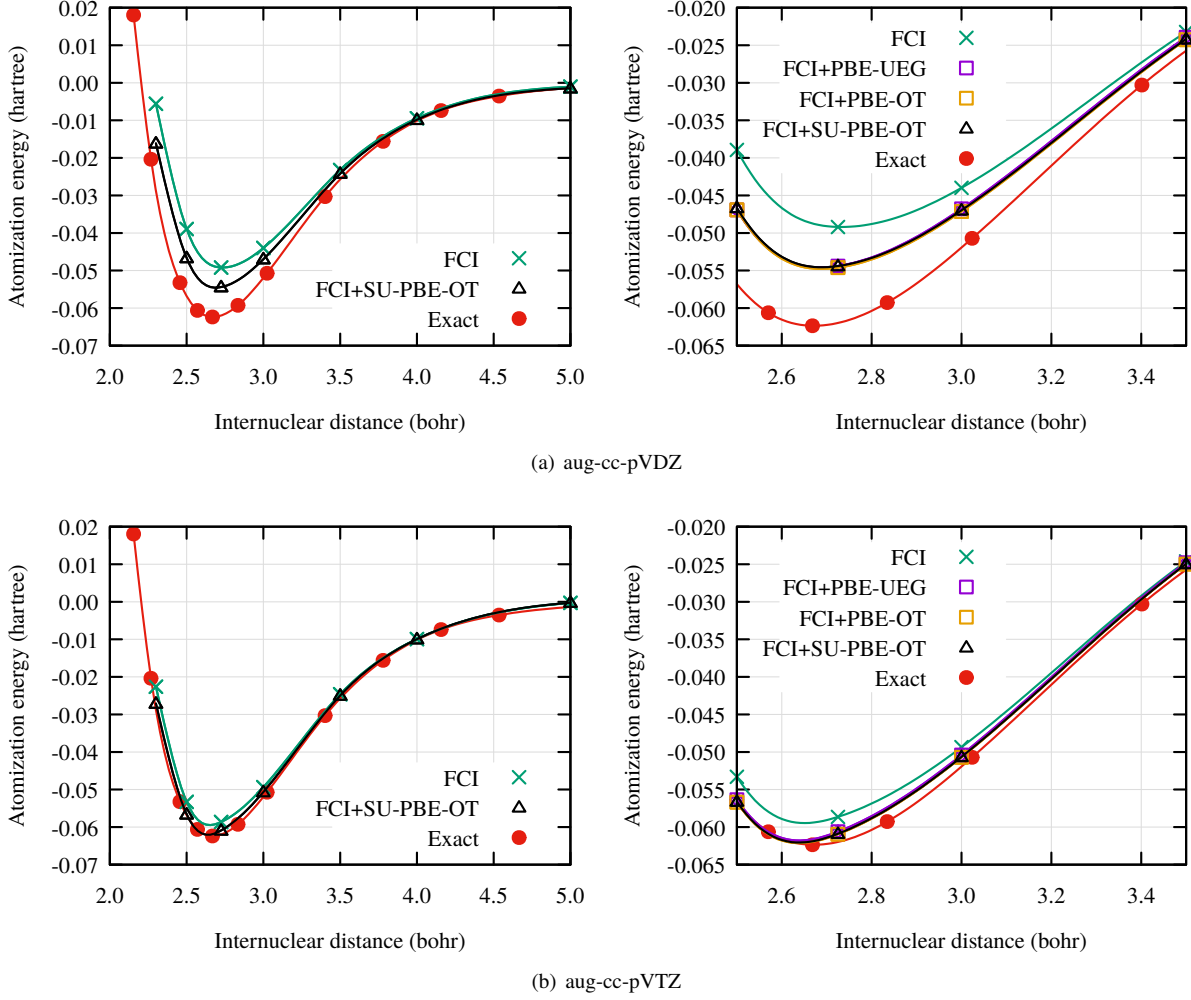 0.02
0.00
-0.01
-0.02
-0.03
-0.04
-0.05
-0.06
-0.07
2.0 2.5 3.0 3.5 4.0 4.5 5.0
Atomization energy (hartree)
Internuclear distance (bohr)
FCI
FCI+SU-PBE-OT
Exact
-0.020
-0.025
-0.030
-0.035
-0.040
-0.045
-0.050
-0.055
-0.060
-0.065
2.6 2.8 3.0 3.2 3.4
Atomization energy (hartree)
Internuclear distance (bohr)
FCI
FCI+PBE-UEG
FCI+PBE-OT
FCI+SU-PBE-OT
Exact
(a) aug-cc-pVDZ
0.02
0.00
-0.01
-0.02
-0.03
-0.04
-0.05
-0.06
-0.07
2.0 2.5 3.0 3.5 4.0 4.5 5.0
Atomization energy (hartree)
Internuclear distance (bohr)
FCI
FCI+SU-PBE-OT
Exact
-0.020
-0.025
-0.030
-0.035
-0.040
-0.045
-0.050
-0.055
-0.060
-0.065
2.6 2.8 3.0 3.2 3.4
Atomization energy (hartree)
Internuclear distance (bohr)
FCI
FCI+PBE-UEG
FCI+PBE-OT
FCI+SU-PBE-OT
Exact
(b) aug-cc-pVTZ